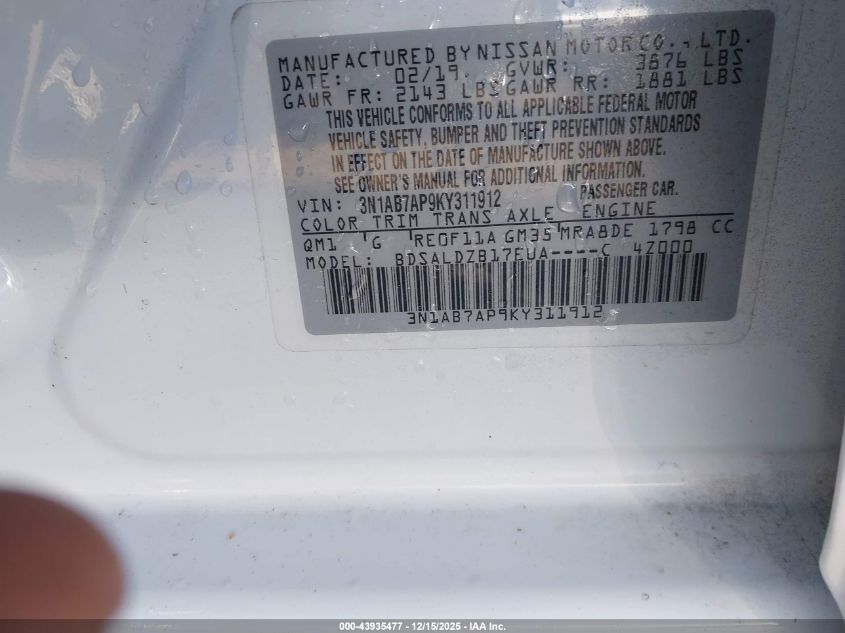 MANUFACTURED BY NISSAN MOTOR CO., LTD.
DATE: 02/19. GVWR: 3876 LBS
GAWR FR: 2143 LBS GAWR RR: 1881 LBS
THIS VEHICLE CONFORMS TO ALL APPLICABLE FEDERAL MOTOR
VEHICLE SAFETY, BUMPER AND THEFT PREVENTION STANDARDS
IN EFFECT ON THE DATE OF MANUFACTURE SHOWN ABOVE.
SEE OWNER'S MANUAL FOR ADDITIONAL INFORMATION.
VIN: 3N1AB7AP9KY311912 PASSENGER CAR.
COLOR TRIM TRANS AXLE ENGINE
QM1 G RE0F11A GM35 MRA8DE 1798 CC
MODEL: BDSALDZB17EUA----C 4Z000
3N1AB7AP9KY311912
000-43935477 - 12/15/2025 - IAA Inc.